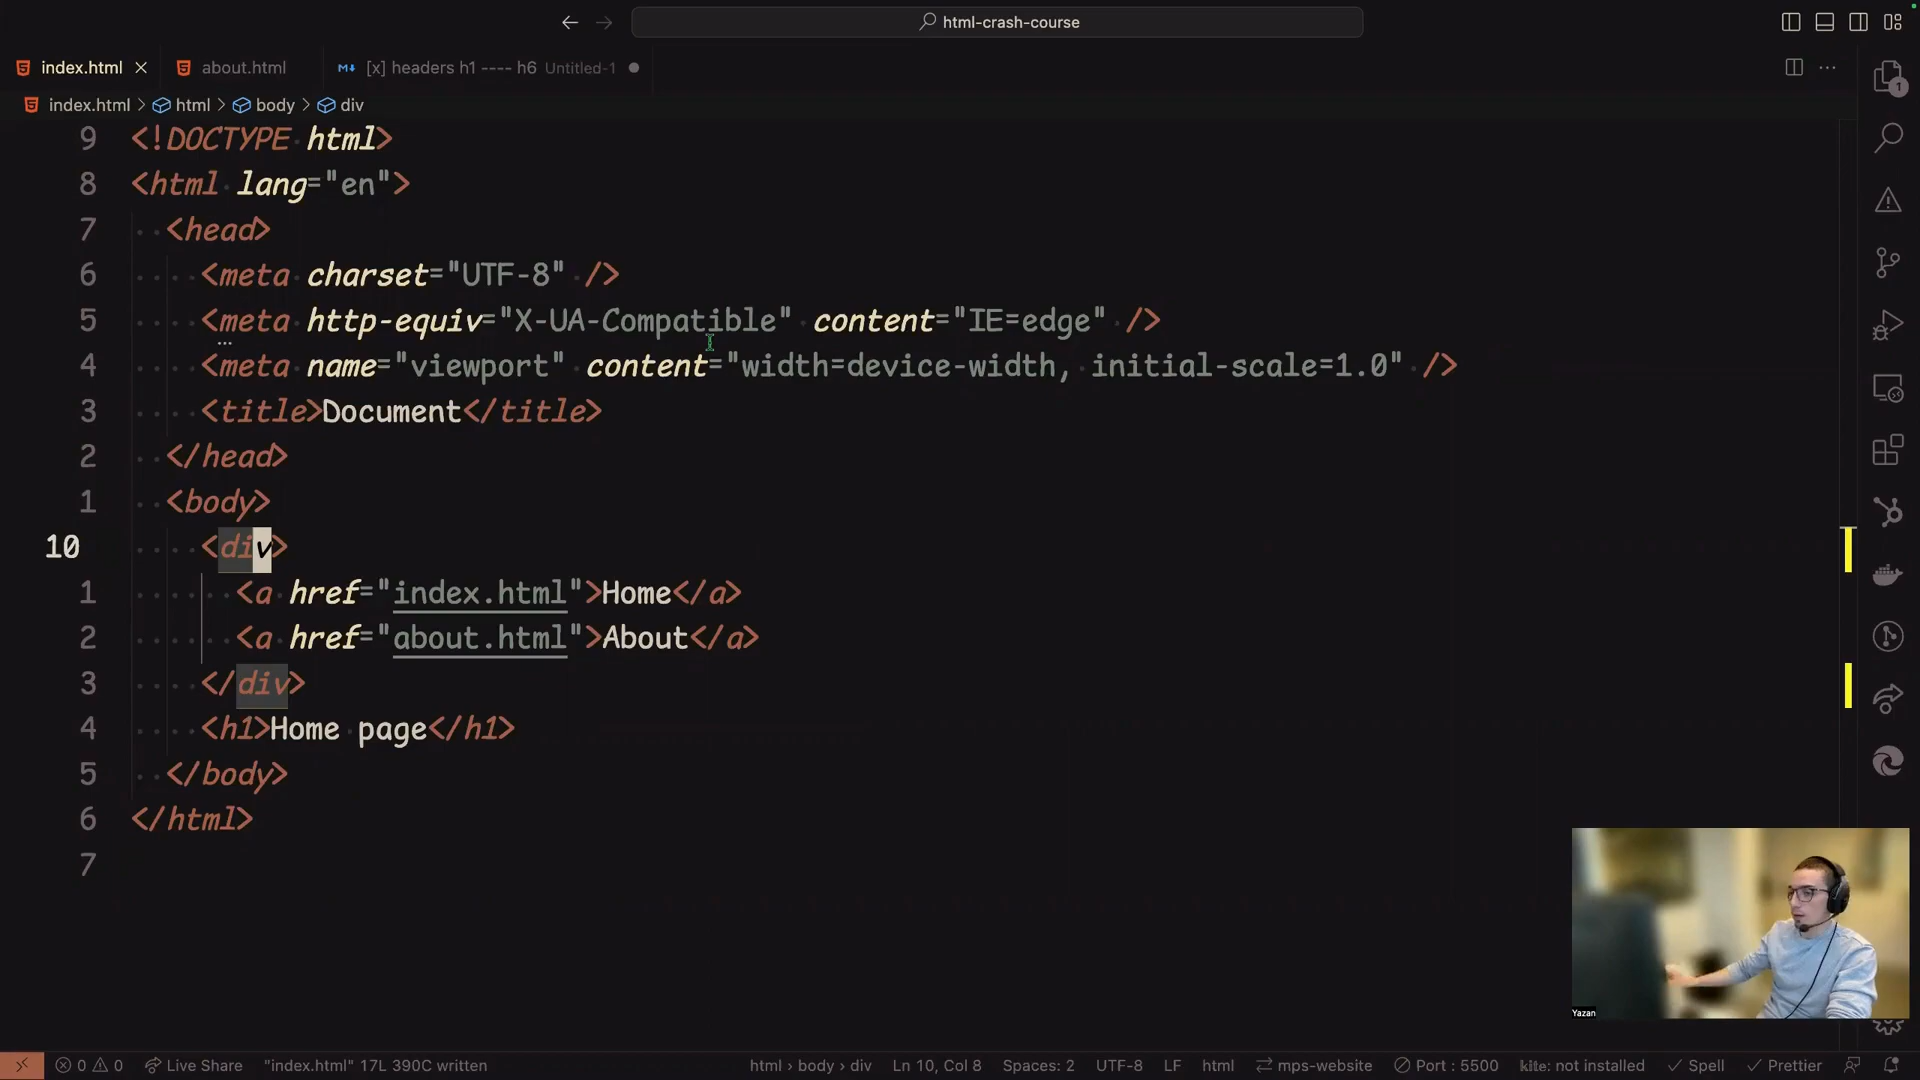 html-crash-course
index.html
about.html
[x] headers h1 ---- h6 Untitled-1
index.html > html > body > div
9 <!DOCTYPE html>
8 <html lang="en">
7 <head>
6 <meta charset="UTF-8" />
5 <meta http-equiv="X-UA-Compatible" content="IE=edge" />
4 <meta name="viewport" content="width=device-width, initial-scale=1.0" />
3 <title>Document</title>
2 </head>
1 <body>
10 <div>
1 <a href="index.html">Home</a>
2 <a href="about.html">About</a>
3 </div>
4 <h1>Home page</h1>
5 </body>
6 </html>
7
1
Yazan
0 0 Live Share "index.html" 17L 390C written html > body > div Ln 10, Col 8 Spaces: 2 UTF-8 LF html mps-website Port : 5500 kite: not installed Spell Prettier